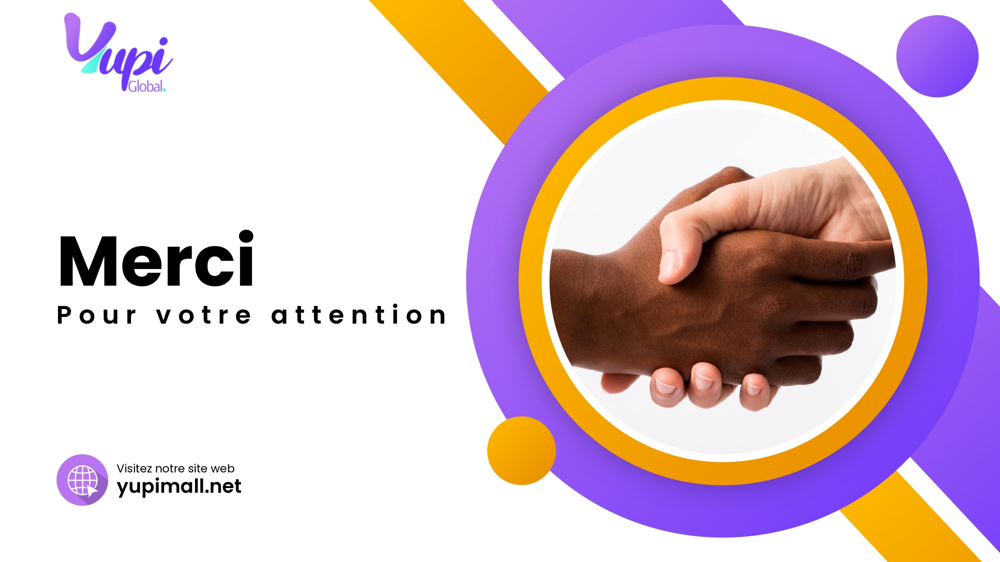 Yupi
Global.
Merci
Pour votre attention
Visitez notre site web
yupimall.net